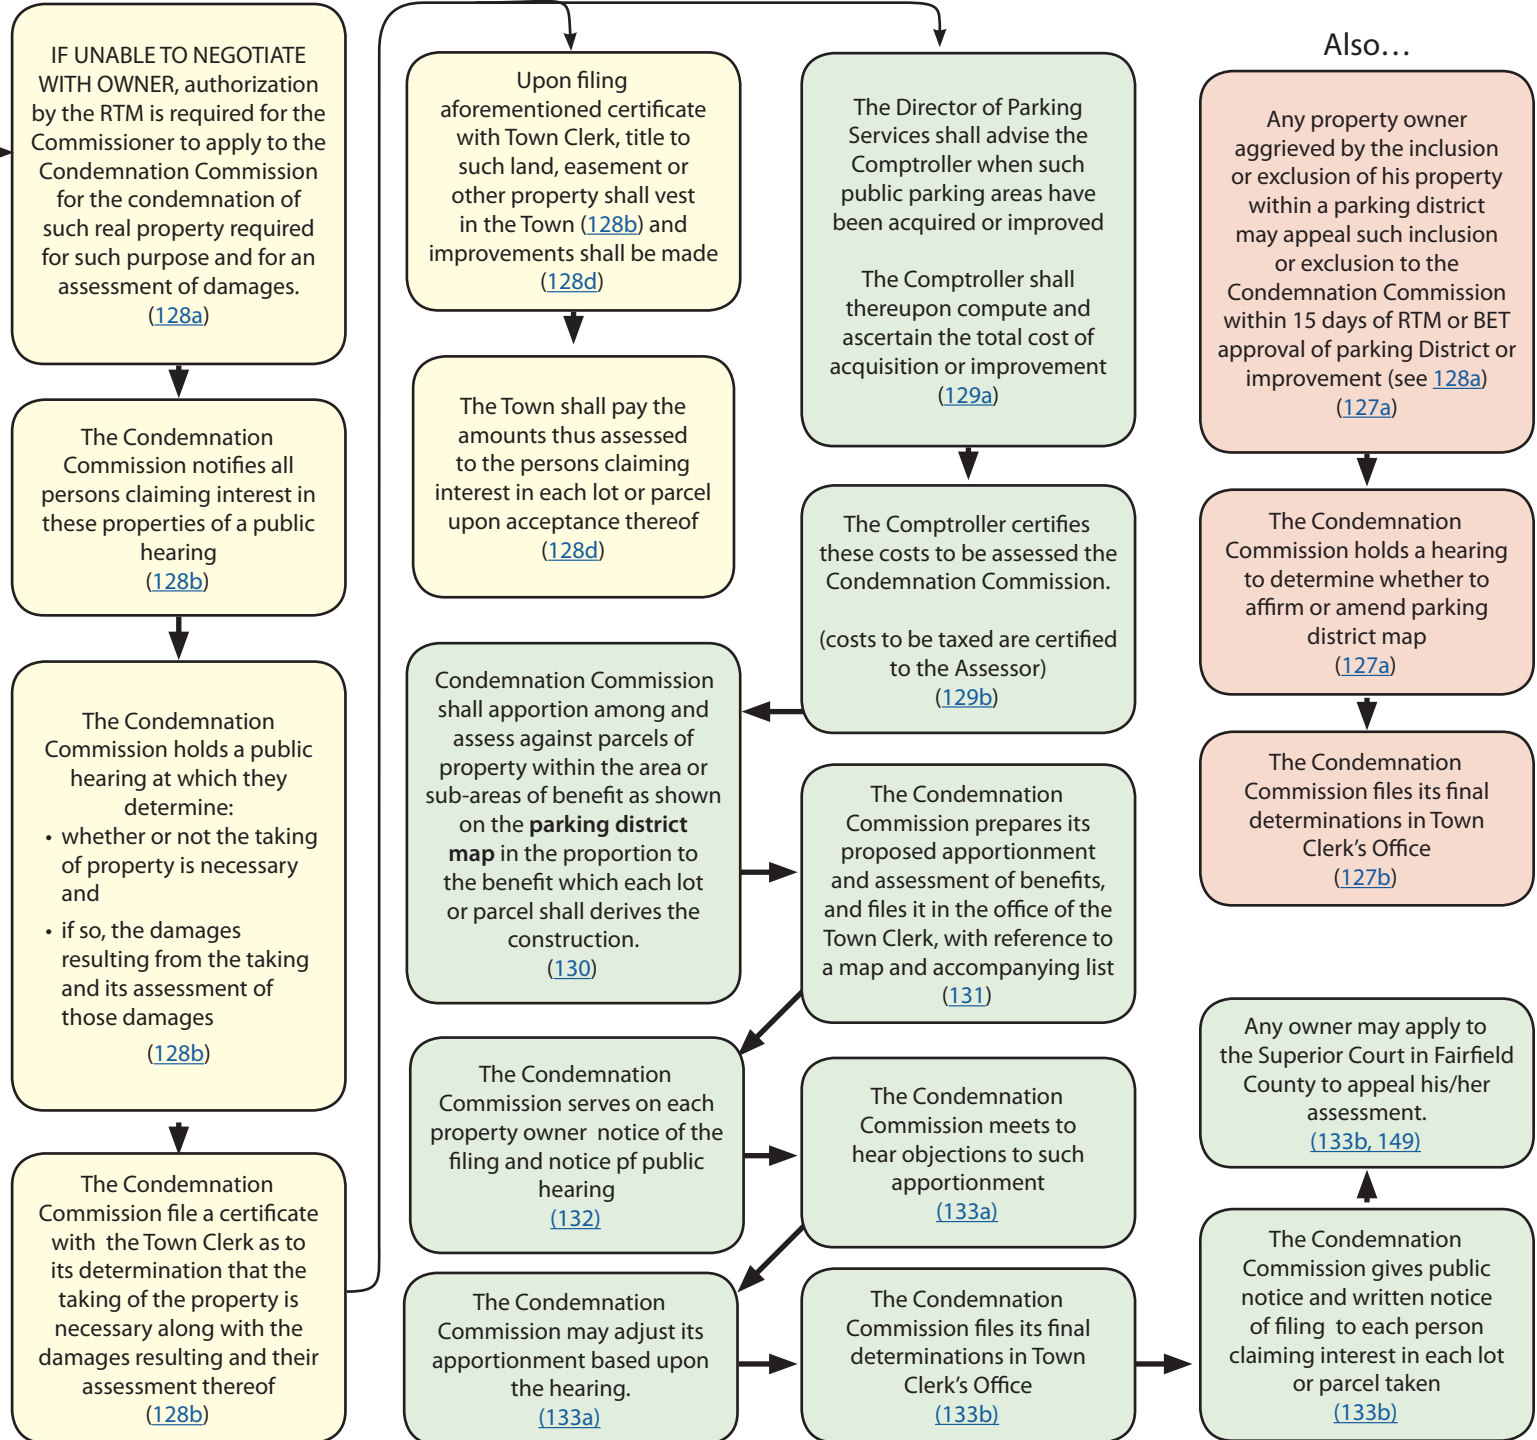 IF UNABLE TO NEGOTIATE
WITH OWNER, authorization
by the RTM is required for the
Commissioner to apply to the
Condemnation Commission
for the condemnation of
such real property required
for such purpose and for an
assessment of damages.
(128a)
The Condemnation
Commission notifies all
persons claiming interest in
these properties of a public
hearing
(128b)
The Condemnation
Commission holds a public
hearing at which they
determine:
• whether or not the taking
of property is necessary
and
• if so, the damages
resulting from the taking
and its assessment of
those damages
(128b)
The Condemnation
Commission file a certificate
with the Town Clerk as to
its determination that the
taking of the property is
necessary along with the
damages resulting and their
assessment thereof
(128b)
Upon filing
aforementioned certificate
with Town Clerk, title to
such land, easement or
other property shall vest
in the Town (128b) and
improvements shall be made
(128d)
The Town shall pay the
amounts thus assessed
to the persons claiming
interest in each lot or parcel
upon acceptance thereof
(128d)
The Director of Parking
Services shall advise the
Comptroller when such
public parking areas have
been acquired or improved
The Comptroller shall
thereupon compute and
ascertain the total cost of
acquisition or improvement
(129a)
The Comptroller certifies
these costs to be assessed the
Condemnation Commission.
(costs to be taxed are certified
to the Assessor)
(129b)
Condemnation Commission
shall apportion among and
assess against parcels of
property within the area or
sub-areas of benefit as shown
on the parking district
map in the proportion to
the benefit which each lot
or parcel shall derives the
construction.
(130)
The Condemnation
Commission prepares its
proposed apportionment
and assessment of benefits,
and files it in the office of the
Town Clerk, with reference to
a map and accompanying list
(131)
The Condemnation
Commission serves on each
property owner notice of the
filing and notice pf public
hearing
(132)
The Condemnation
Commission meets to
hear objections to such
apportionment
(133a)
The Condemnation
Commission may adjust its
apportionment based upon
the hearing.
(133a)
The Condemnation
Commission files its final
determinations in Town
Clerk's Office
(133b)
The Condemnation
Commission gives public
notice and written notice
of filing to each person
claiming interest in each lot
or parcel taken
(133b)
Any owner may apply to
the Superior Court in Fairfield
County to appeal his/her
assessment.
(133b, 149)
Also…
Any property owner
aggrieved by the inclusion
or exclusion of his property
within a parking district
may appeal such inclusion
or exclusion to the
Condemnation Commission
within 15 days of RTM or BET
approval of parking District or
improvement (see 128a)
(127a)
The Condemnation
Commission holds a hearing
to determine whether to
affirm or amend parking
district map
(127a)
The Condemnation
Commission files its final
determinations in Town
Clerk's Office
(127b)